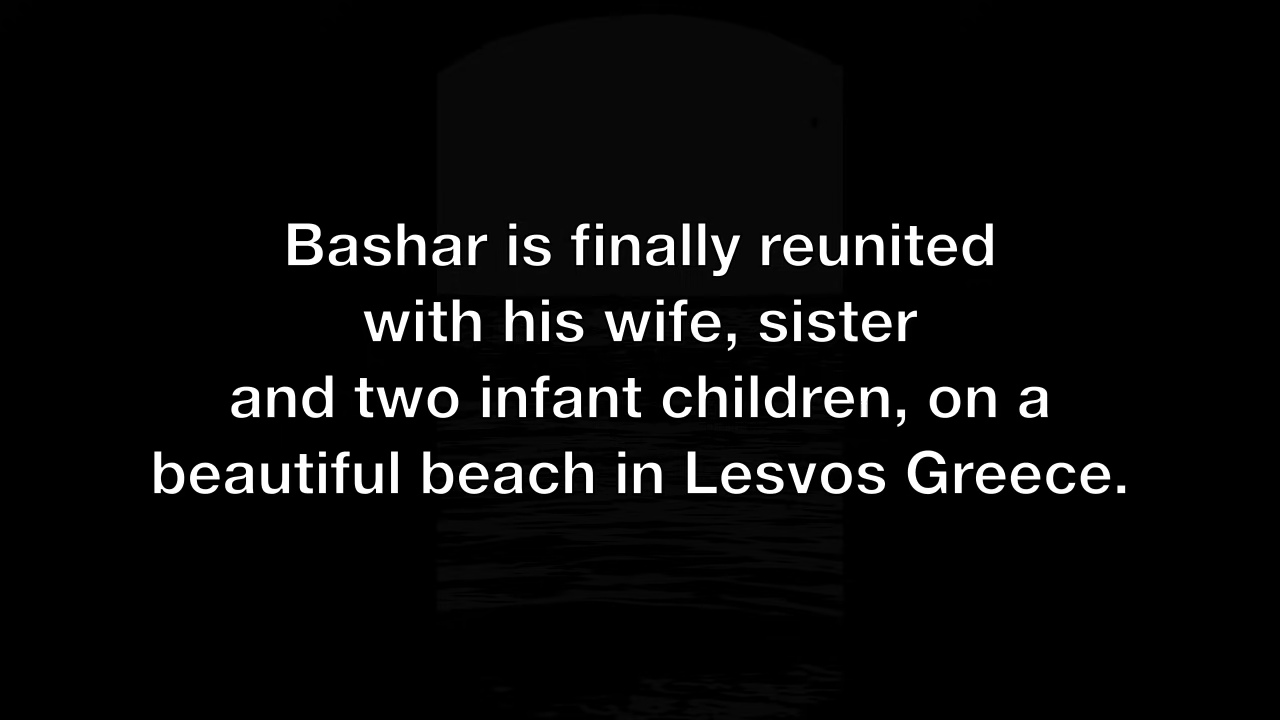 Bashar is finally reunited
with his wife, sister
and two infant children, on a
beautiful beach in Lesvos Greece.